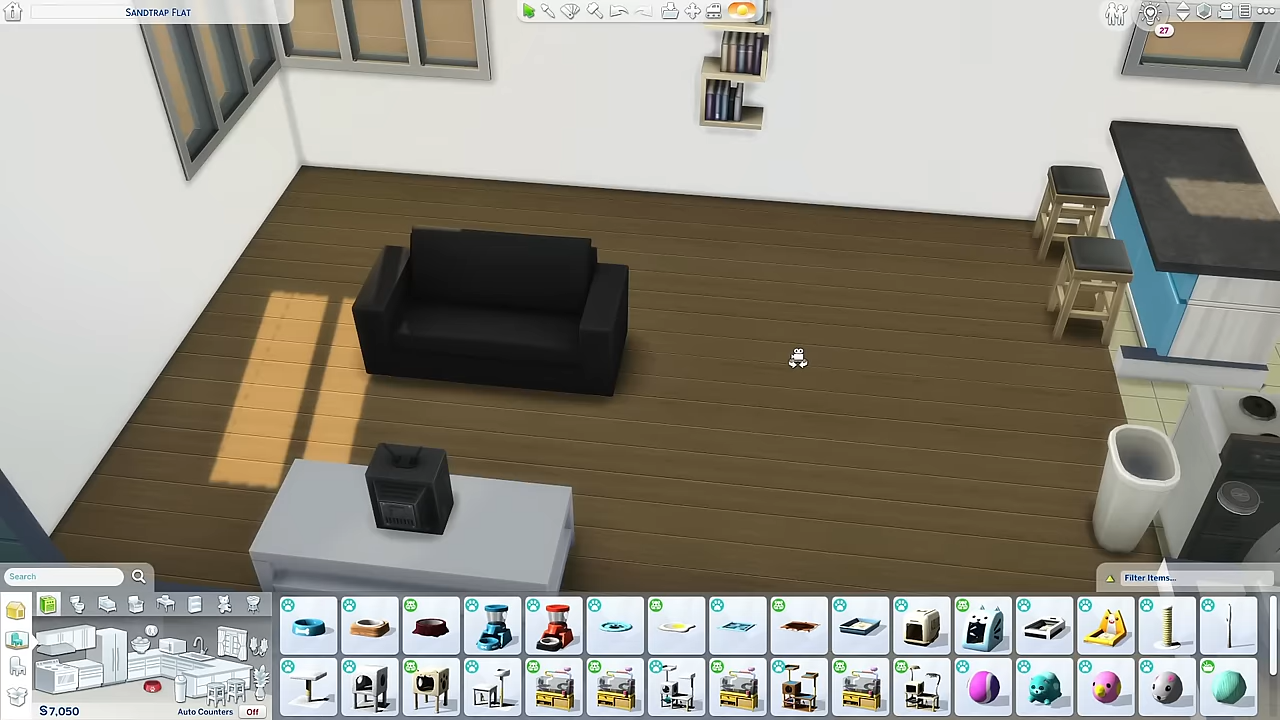 SANDTRAP FLAT
27
Search
Filter Items...
§7,050
Auto Counters Off